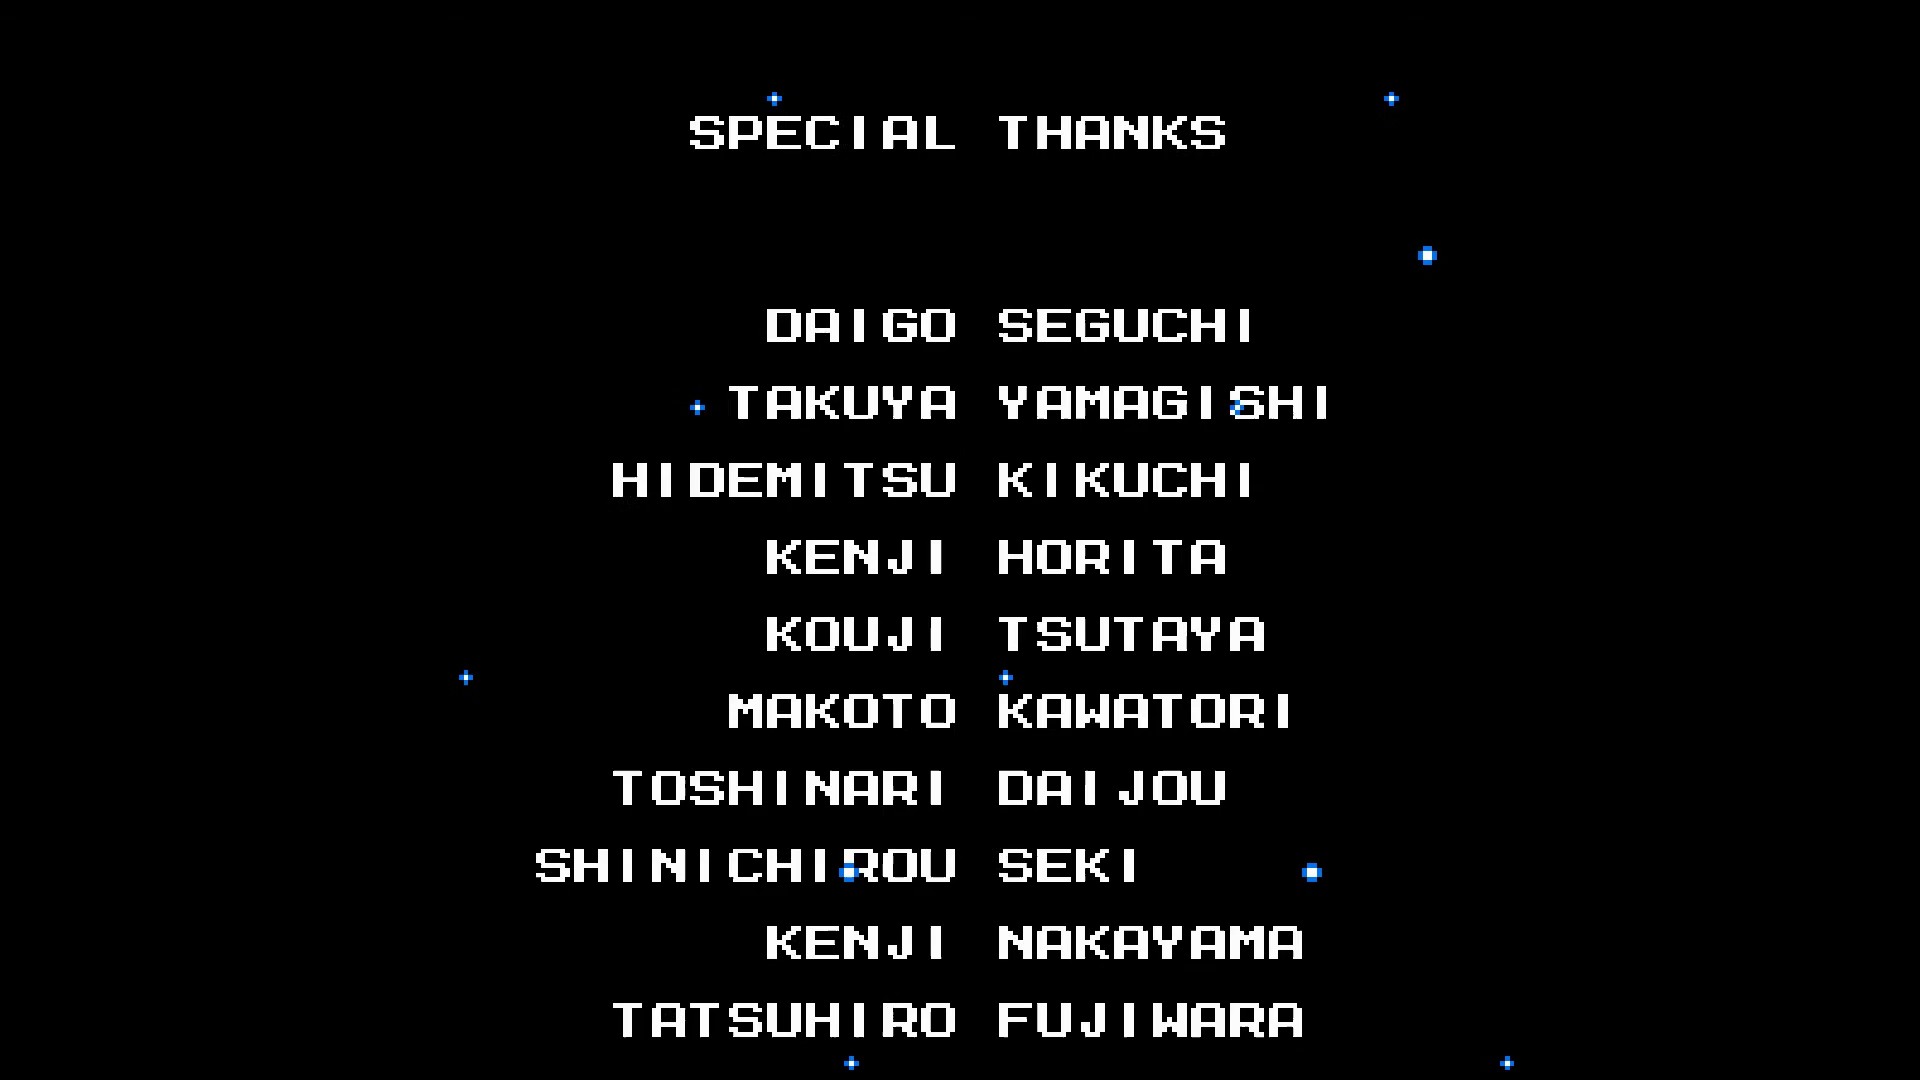 SPECIAL THANKS
DAIGO SEGUCHI
TAKUYA YAMAGISHI
HIDEMITSU KIKUCHI
KENJI HORITA
KOUJI TSUTAYA
MAKOTO KAWATORI
TOSHINARI DAIJOU
SHINICHIROU SEKI
KENJI NAKAYAMA
TATSUHIRO FUJIWARA